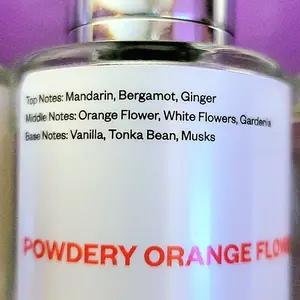 Top Notes: Mandarin, Bergamot, Ginger
Middle Notes: Orange Flower, White Flowers, Gardenia
Base Notes: Vanilla, Tonka Bean, Musks
POWDERY ORANGE FLOW